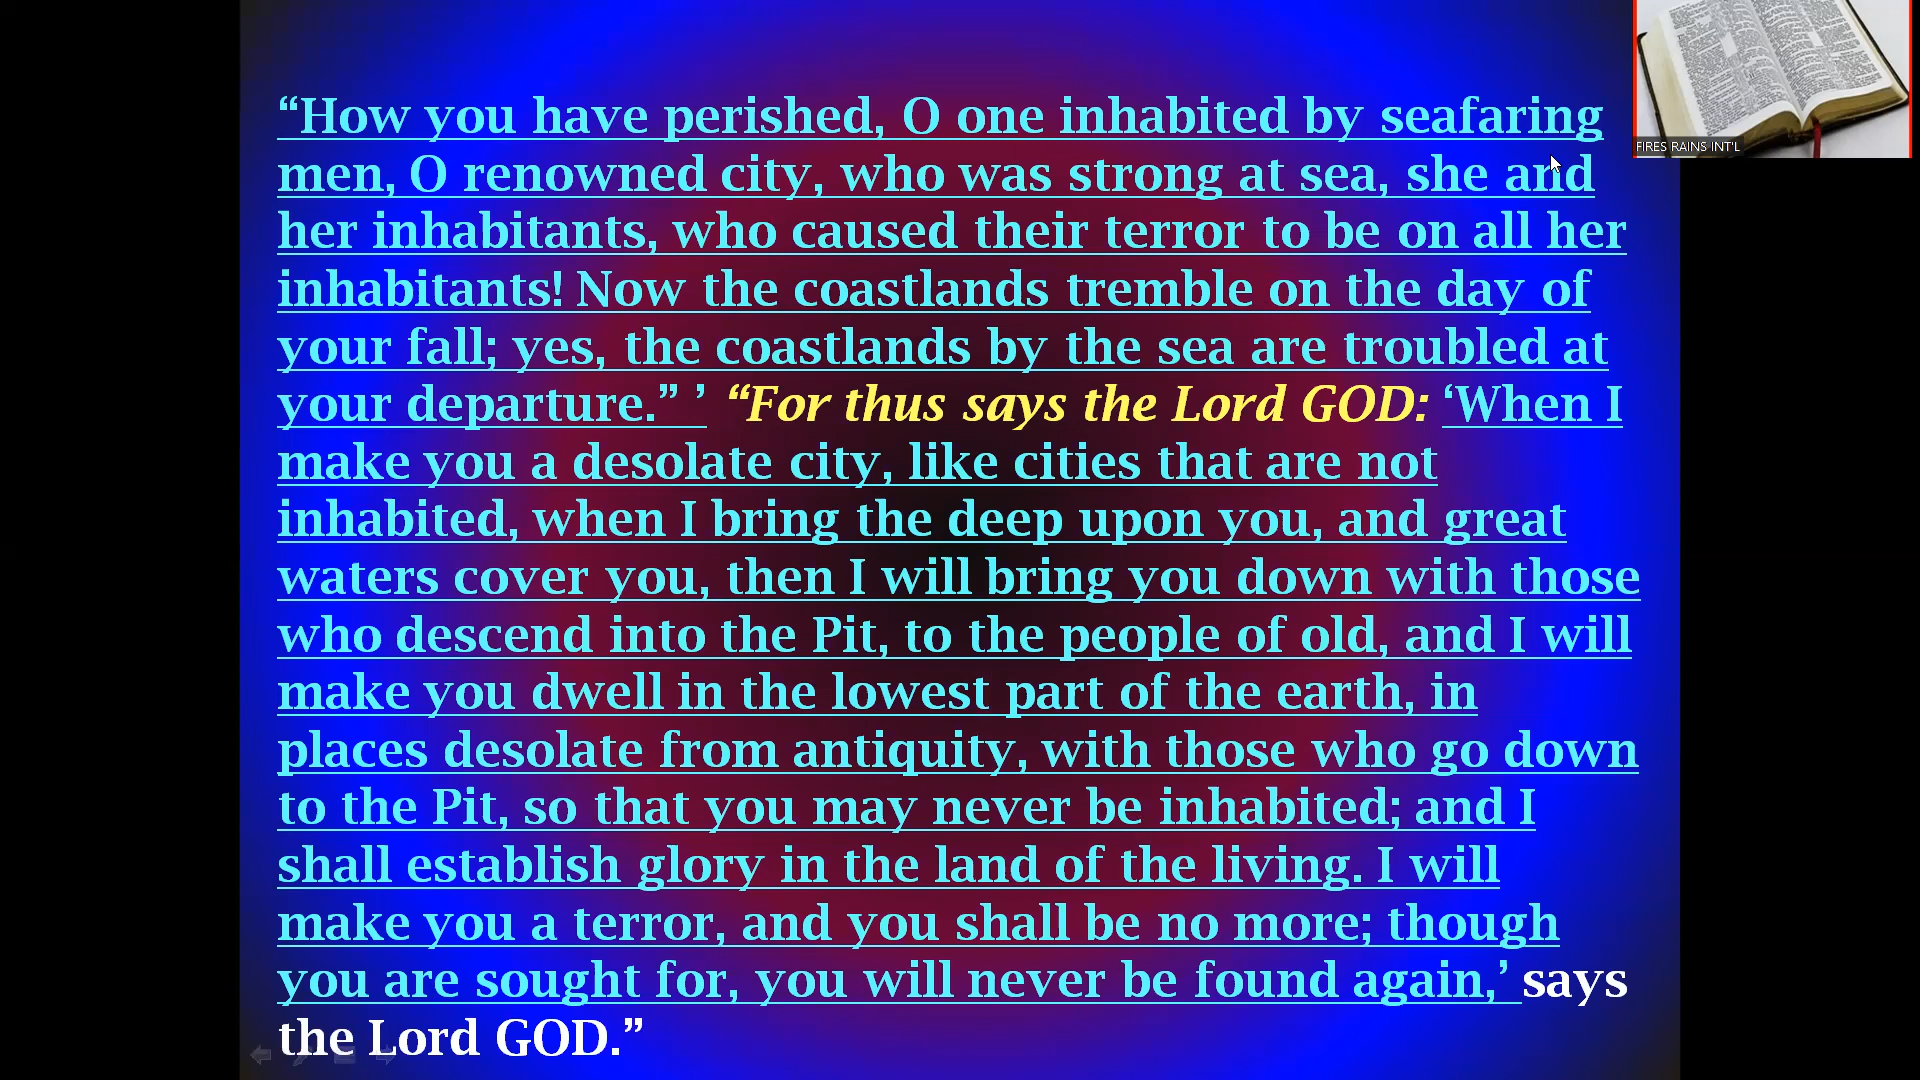 “How you have perished, O one inhabited by seafaring
men, O renowned city, who was strong at sea, she and
her inhabitants, who caused their terror to be on all her
inhabitants! Now the coastlands tremble on the day of
your fall; yes, the coastlands by the sea are troubled at
your departure.” ’ “For thus says the Lord GOD: ‘When I
make you a desolate city, like cities that are not
inhabited, when I bring the deep upon you, and great
waters cover you, then I will bring you down with those
who descend into the Pit, to the people of old, and I will
make you dwell in the lowest part of the earth, in
places desolate from antiquity, with those who go down
to the Pit, so that you may never be inhabited; and I
shall establish glory in the land of the living. I will
make you a terror, and you shall be no more; though
you are sought for, you will never be found again,’ says
the Lord GOD.”
FIRES RAINS INT'L